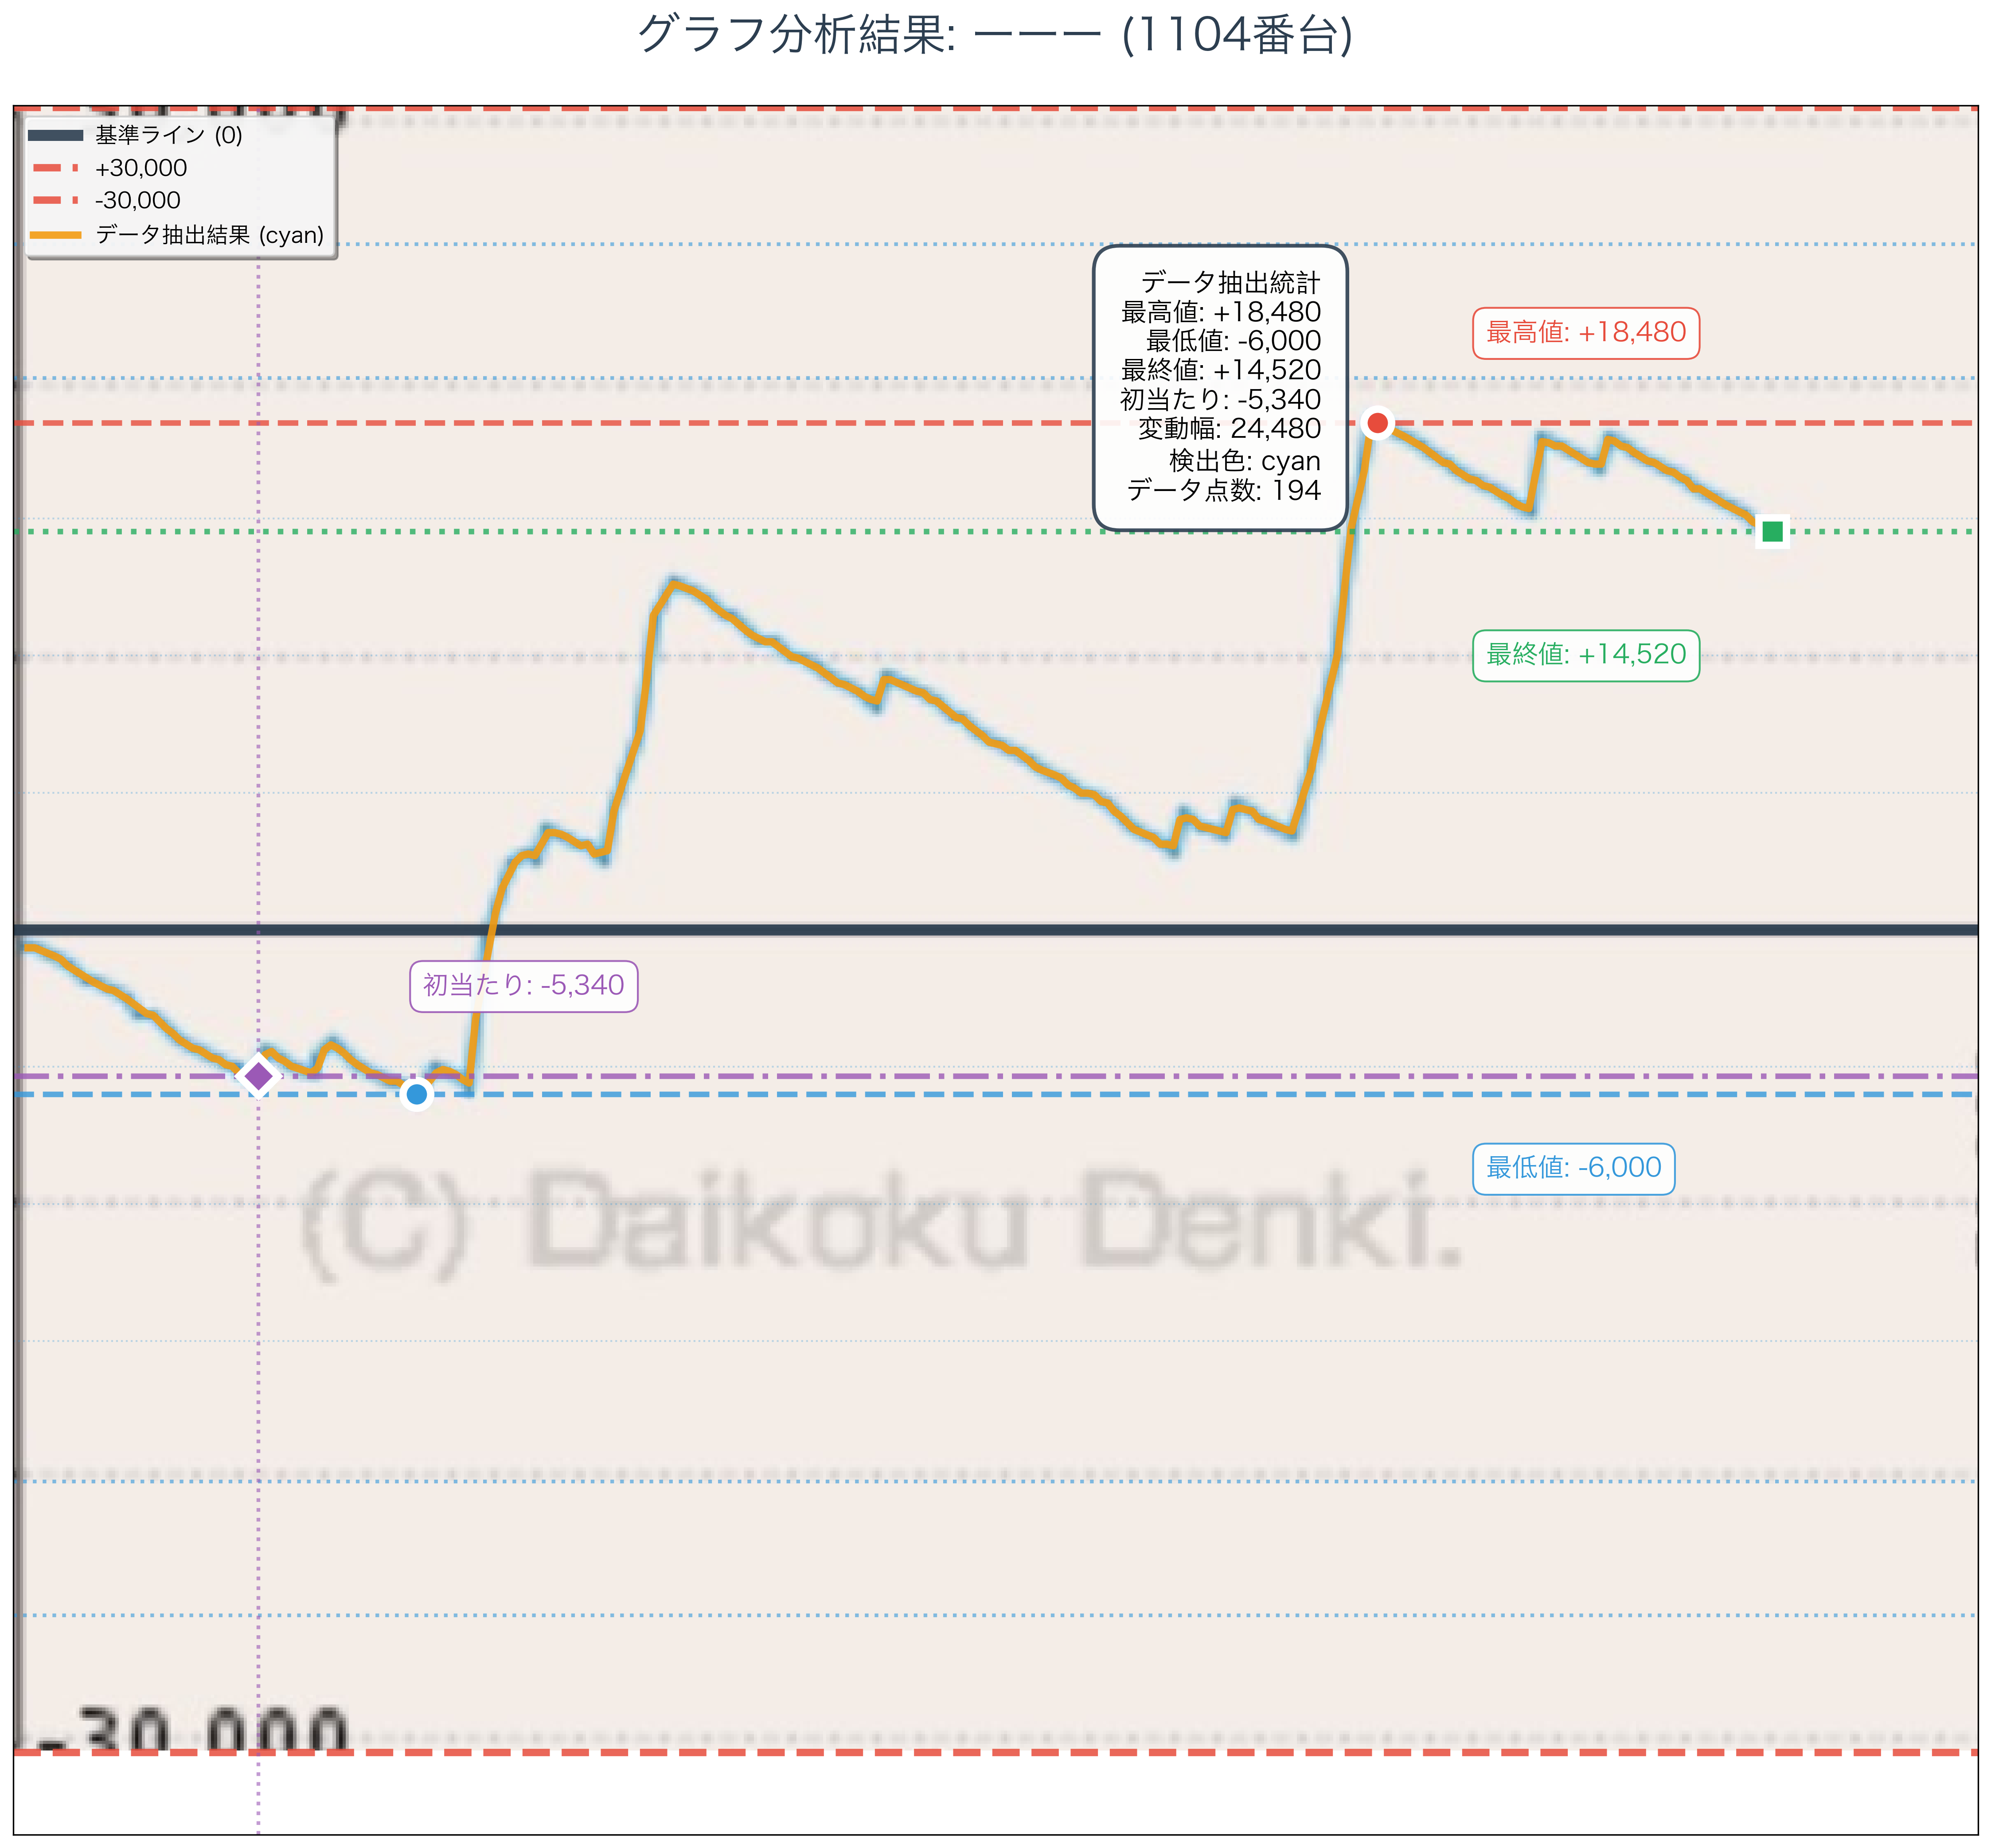 グラフ分析結果: ーーー (1104番台)
基準ライン (0)
+30,000
-30,000
データ抽出結果 (cyan)
データ抽出統計
最高値: +18,480
最低値: -6,000
最終値: +14,520
初当たり: -5,340
変動幅: 24,480
検出色: cyan
データ点数: 194
最高値: +18,480
最終値: +14,520
初当たり: -5,340
最低値: -6,000
(C) Daikoku Denki.
-30,000